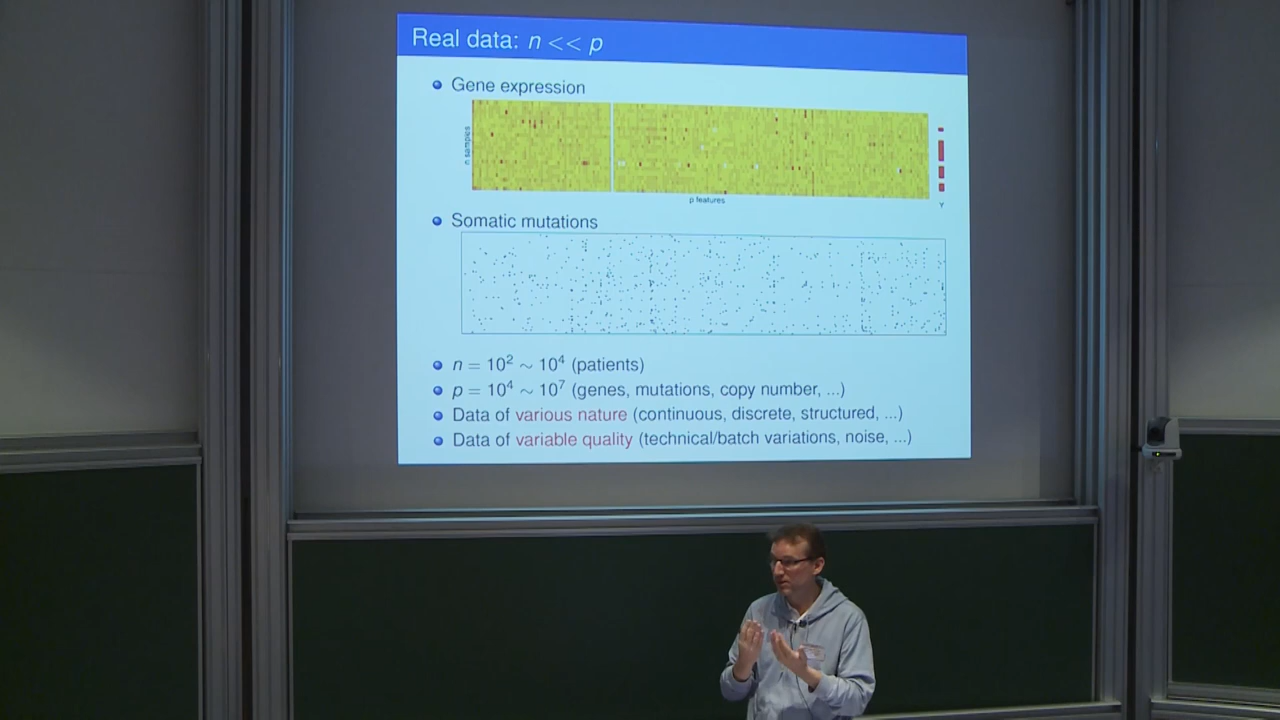 Real data: n << p
Gene expression
n samples
p features
Y
Somatic mutations
n = 10² ∼ 10⁴ (patients)
p = 10⁴ ∼ 10⁷ (genes, mutations, copy number, ...)
Data of various nature (continuous, discrete, structured, ...)
Data of variable quality (technical/batch variations, noise, ...)